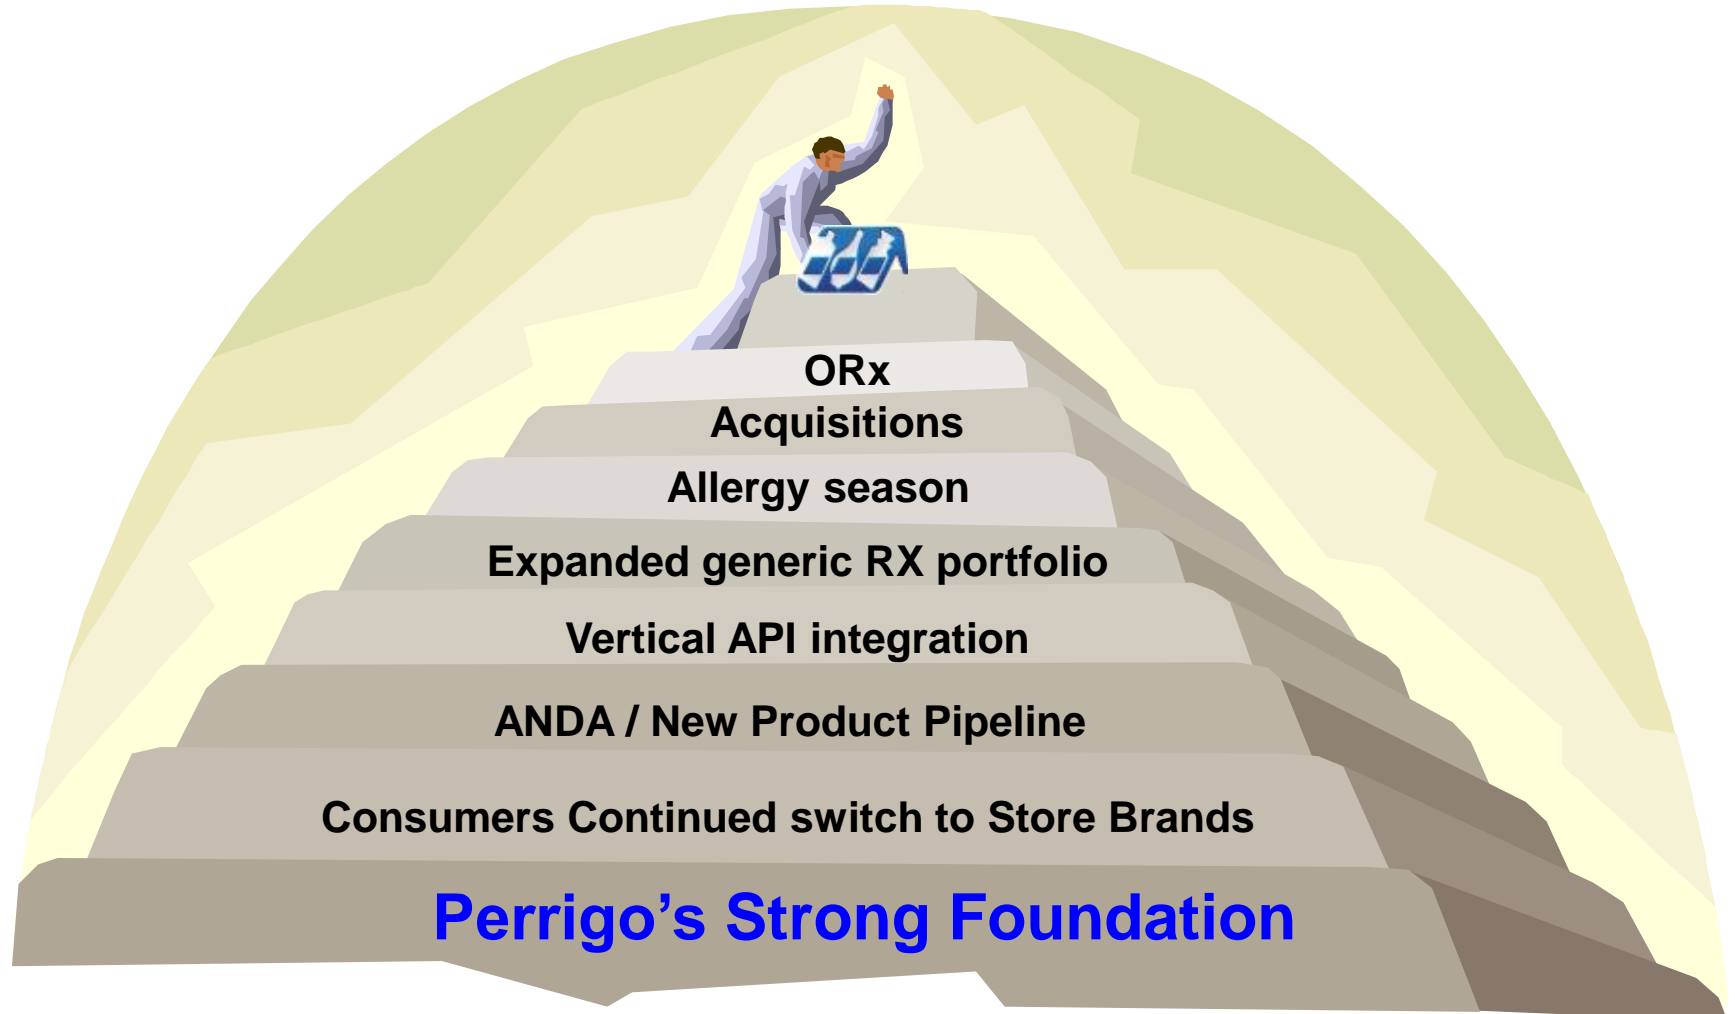 ORx
Acquisitions
Allergy season
Expanded generic RX portfolio
Vertical API integration
ANDA / New Product Pipeline
Consumers Continued switch to Store Brands
Perrigo’s Strong Foundation